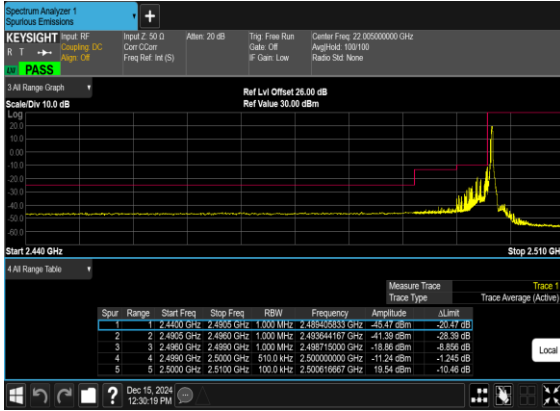 Spectrum Analyzer 1
Spurious Emissions
+
KEYSIGHT Input: RF Input Z: 50 Ω Atten: 20 dB Trig: Free Run Center Freq: 22.005000000 GHz
R T Coupling: DC Corr CCorr Gate: Off Avg|Hold: 100/100
Align: Off Freq Ref: Int (S) IF Gain: Low Radio Std: None
PASS
3 All Range Graph
Ref Lvl Offset 26.00 dB
Scale/Div 10.0 dB Ref Value 30.00 dBm
Log
20.0
10.0
0.00
-10.0
-20.0
-30.0
-40.0
-50.0
-60.0
Start 2.440 GHz Stop 2.510 GH
4 All Range Table
Measure Trace Trace 1
Trace Type Trace Average (Active)
Spur Range Start Freq Stop Freq RBW Frequency Amplitude ΔLimit
1 1 2.4400 GHz 2.4905 GHz 1.000 MHz 2.489405833 GHz -45.47 dBm -20.47 dB
2 2 2.4905 GHz 2.4960 GHz 1.000 MHz 2.493644167 GHz -41.39 dBm -28.39 dB
3 3 2.4960 GHz 2.4990 GHz 1.000 MHz 2.498715000 GHz -18.86 dBm -8.856 dB
4 4 2.4990 GHz 2.5000 GHz 510.0 kHz 2.500000000 GHz -11.24 dBm -1.245 dB
5 5 2.5000 GHz 2.5100 GHz 100.0 kHz 2.500616667 GHz 19.54 dBm -10.46 dB
Local
? Dec 15, 2024
12:30:19 PM